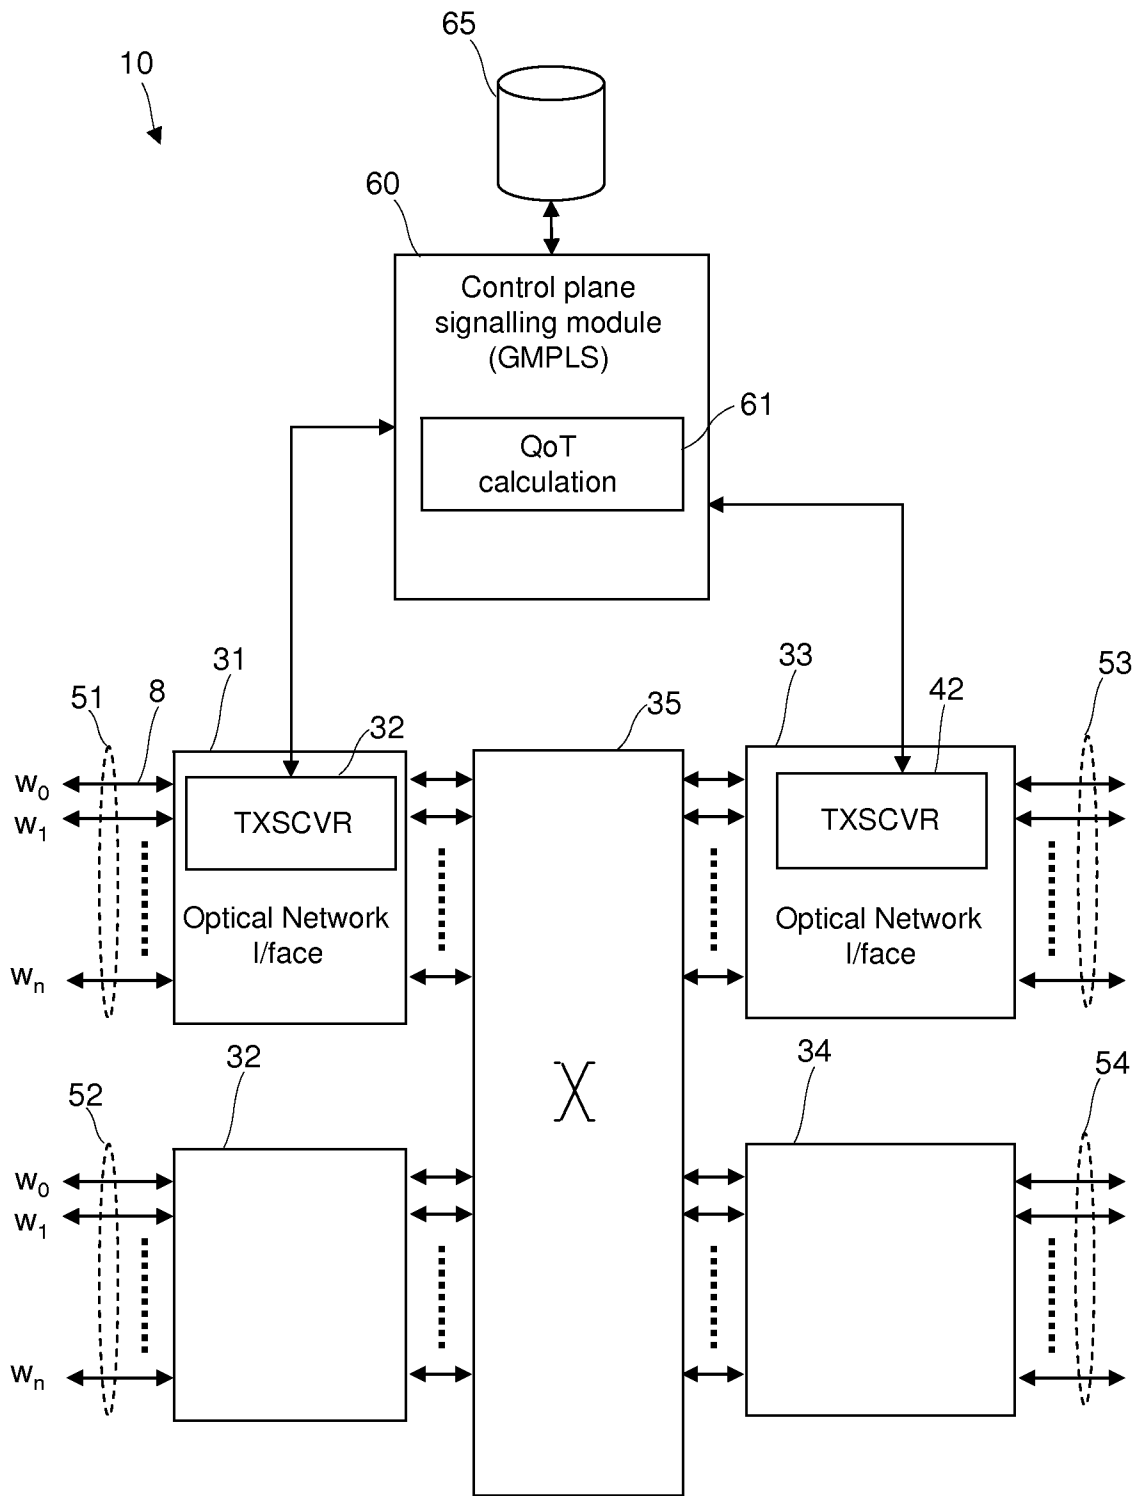 65
10
60
Control plane
signalling module
(GMPLS)
61
QoT
calculation
31
33
53
51
8
32
35
42
w0
w1
TXSCVR
TXSCVR
Optical Network
I/face
Optical Network
I/face
wn
32
34
52
54
w0
w1
wn